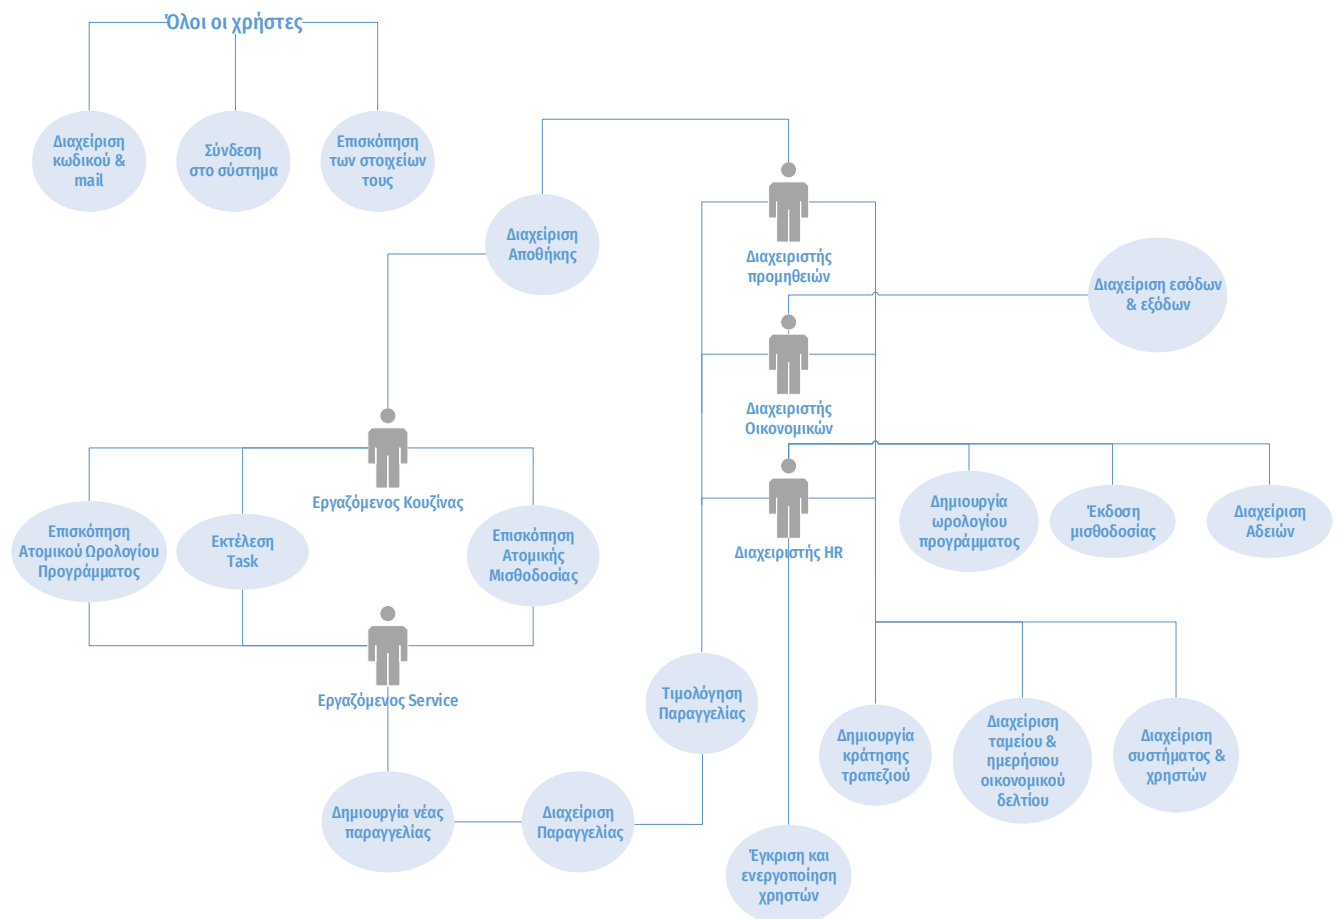 Όλοι οι χρήστες
Διαχείριση
κωδικού &
mail
Σύνδεση
στο σύστημα
Επισκόπηση
των στοιχείων
τους
Διαχείριση
Αποθήκης
Διαχειριστής
προμηθειών
Διαχείριση εσόδων
& εξόδων
Διαχειριστής
Οικονομικών
Εργαζόμενος Κουζίνας
Διαχειριστής HR
Επισκόπηση
Ατομικού Ωρολογίου
Προγράμματος
Εκτέλεση
Task
Επισκόπηση
Ατομικής
Μισθοδοσίας
Δημιουργία
ωρολογίου
προγράμματος
Έκδοση
μισθοδοσίας
Διαχείριση
Αδειών
Εργαζόμενος Service
Τιμολόγηση
Παραγγελίας
Δημιουργία
κράτησης
τραπεζιού
Διαχείριση
ταμείου &
ημερήσιου
οικονομικού
δελτίου
Διαχείριση
συστήματος &
χρηστών
Δημιουργία νέας
παραγγελίας
Διαχείριση
Παραγγελίας
Έγκριση και
ενεργοποίηση
χρηστών